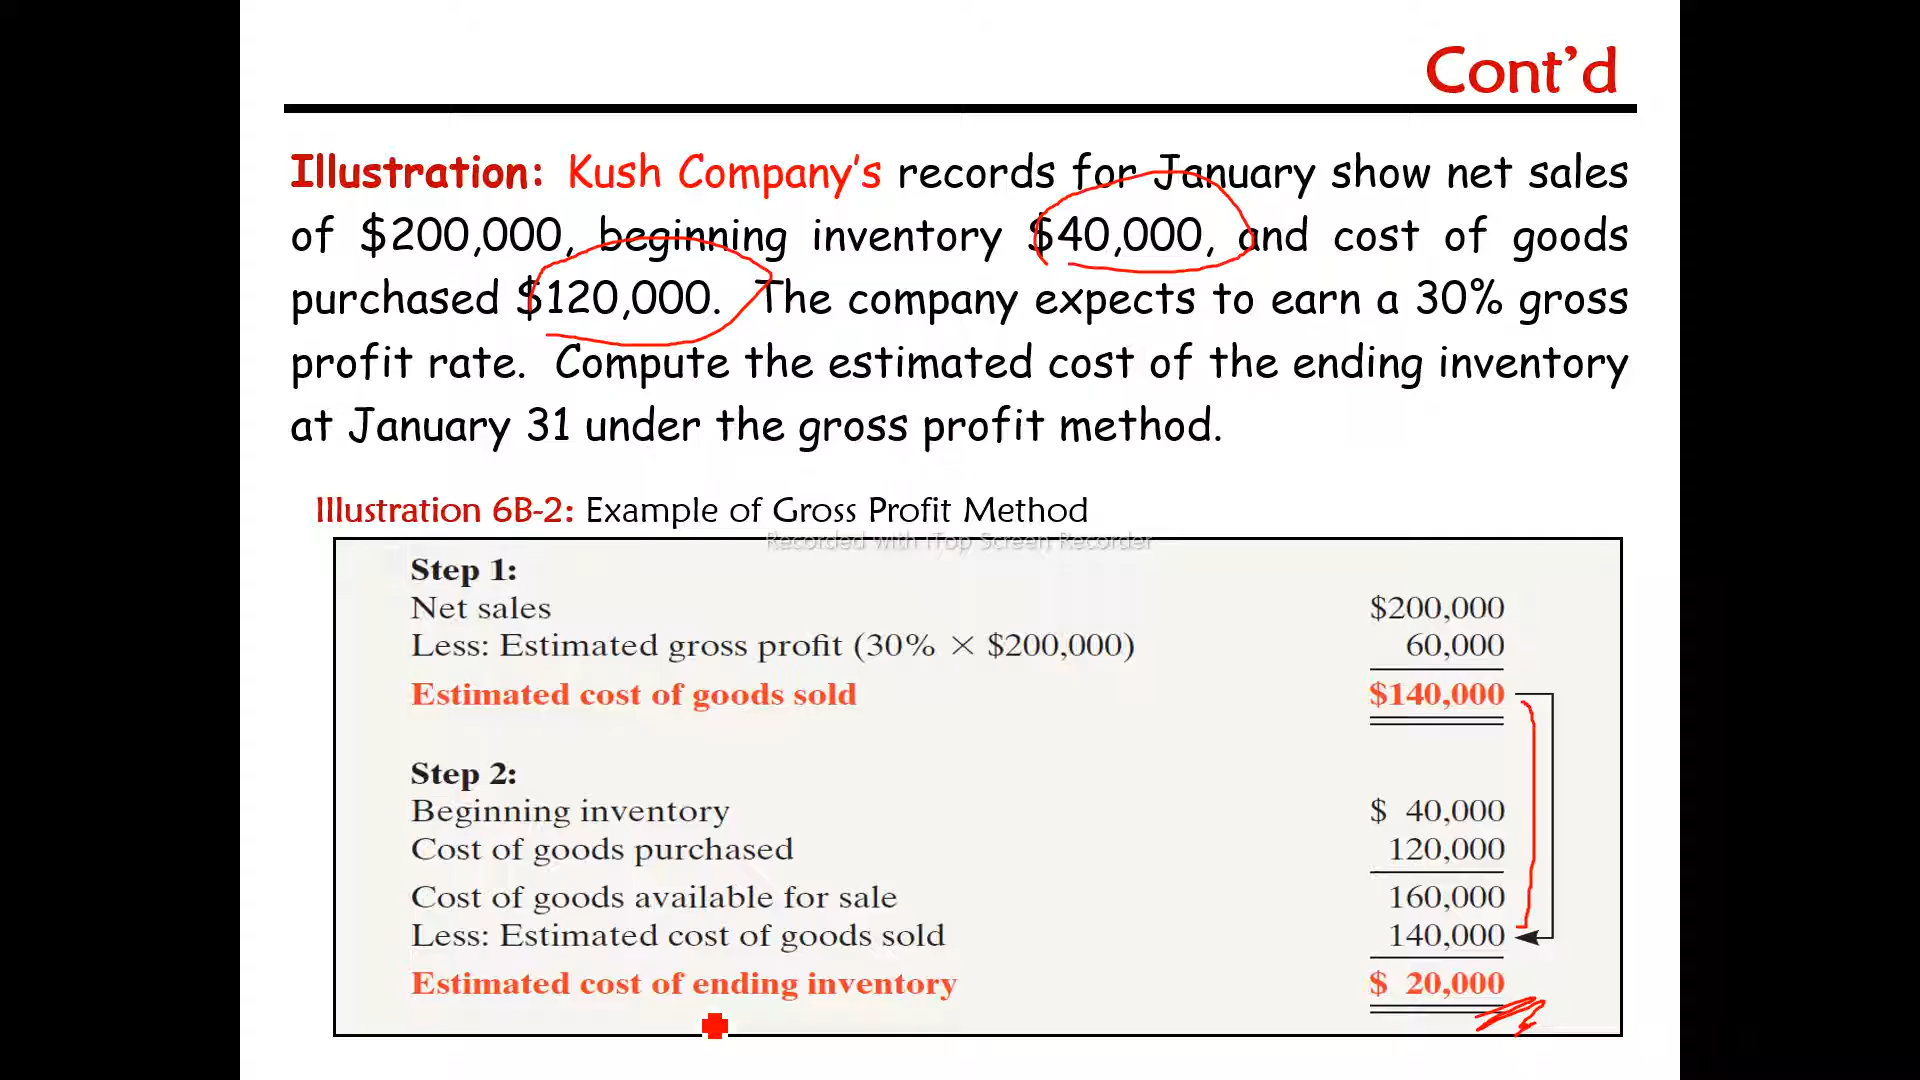 Cont'd
Illustration: Kush Company's records for January show net sales
of $200,000, beginning inventory $40,000, and cost of goods
purchased $120,000. The company expects to earn a 30% gross
profit rate. Compute the estimated cost of the ending inventory
at January 31 under the gross profit method.
Illustration 6B-2: Example of Gross Profit Method
Recorded with iTop Screen Recorder
Step 1:
Net sales $200,000
Less: Estimated gross profit (30% × $200,000) 60,000
Estimated cost of goods sold $140,000
Step 2:
Beginning inventory $ 40,000
Cost of goods purchased 120,000
Cost of goods available for sale 160,000
Less: Estimated cost of goods sold 140,000
Estimated cost of ending inventory $ 20,000